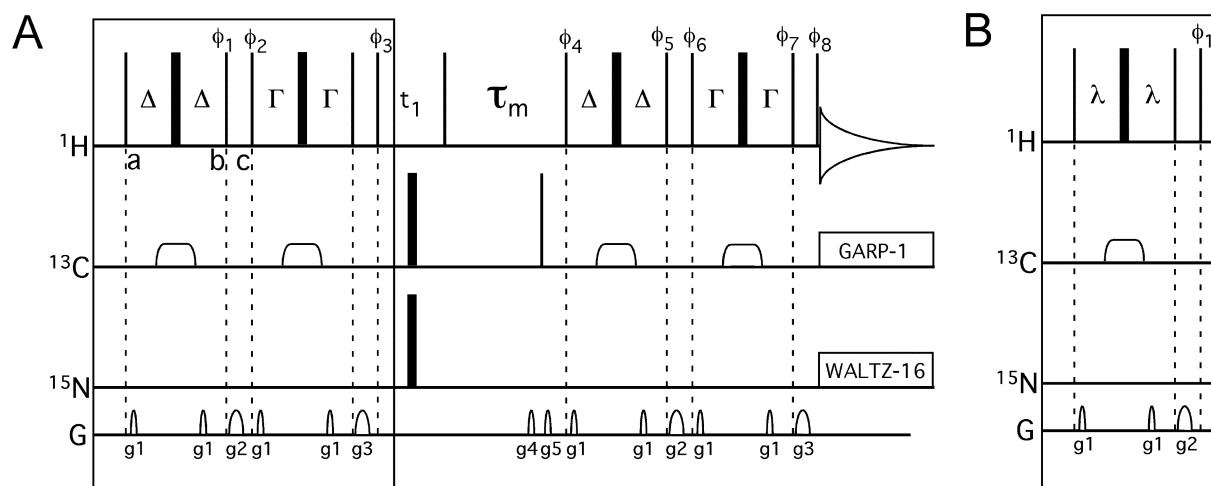 A
B
ϕ1 ϕ2 ϕ3 ϕ4 ϕ5 ϕ6 ϕ7 ϕ8 ϕ1
Δ Δ Γ Γ t1 τm Δ Δ Γ Γ λ λ
1H 1H
a b c
13C GARP-1 13C
15N WALTZ-16 15N
G G
g1 g1 g2 g1 g1 g3 g4 g5 g1 g1 g2 g1 g1 g3 g1 g1 g2